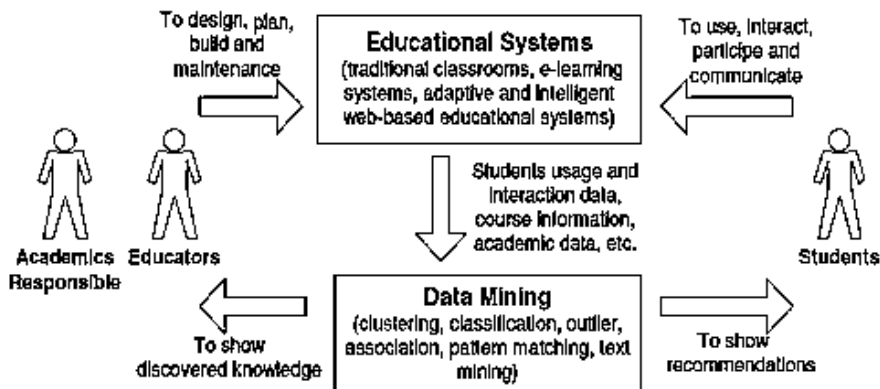 To design, plan,
build and
maintenance
Educational Systems
(traditional classrooms, e-learning
systems, adaptive and intelligent
web-based educational systems)
To use, interact,
participe and
communicate
Students usage and
interaction data,
course information,
academic data, etc.
Academics
Responsible
Educators
Students
Data Mining
(clustering, classification, outlier,
association, pattern matching, text
mining)
To show
discovered knowledge
To show
recommendations